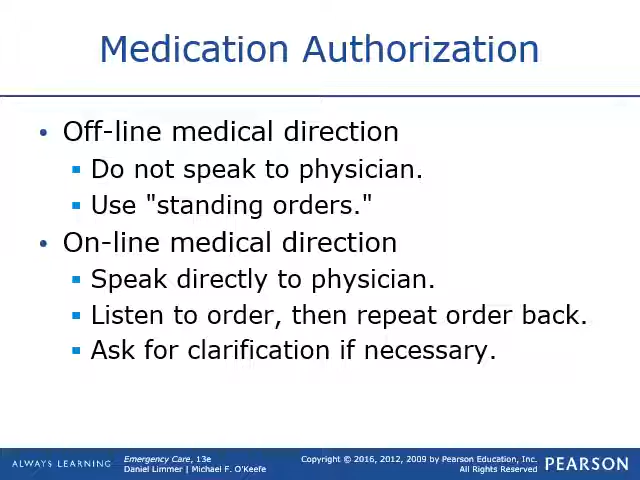 Medication Authorization
• Off-line medical direction
▪ Do not speak to physician.
▪ Use "standing orders."
• On-line medical direction
▪ Speak directly to physician.
▪ Listen to order, then repeat order back.
▪ Ask for clarification if necessary.
ALWAYS LEARNING
Emergency Care, 13e
Daniel Limmer | Michael F. O'Keefe
Copyright © 2016, 2012, 2009 by Pearson Education, Inc.
All Rights Reserved
PEARSON